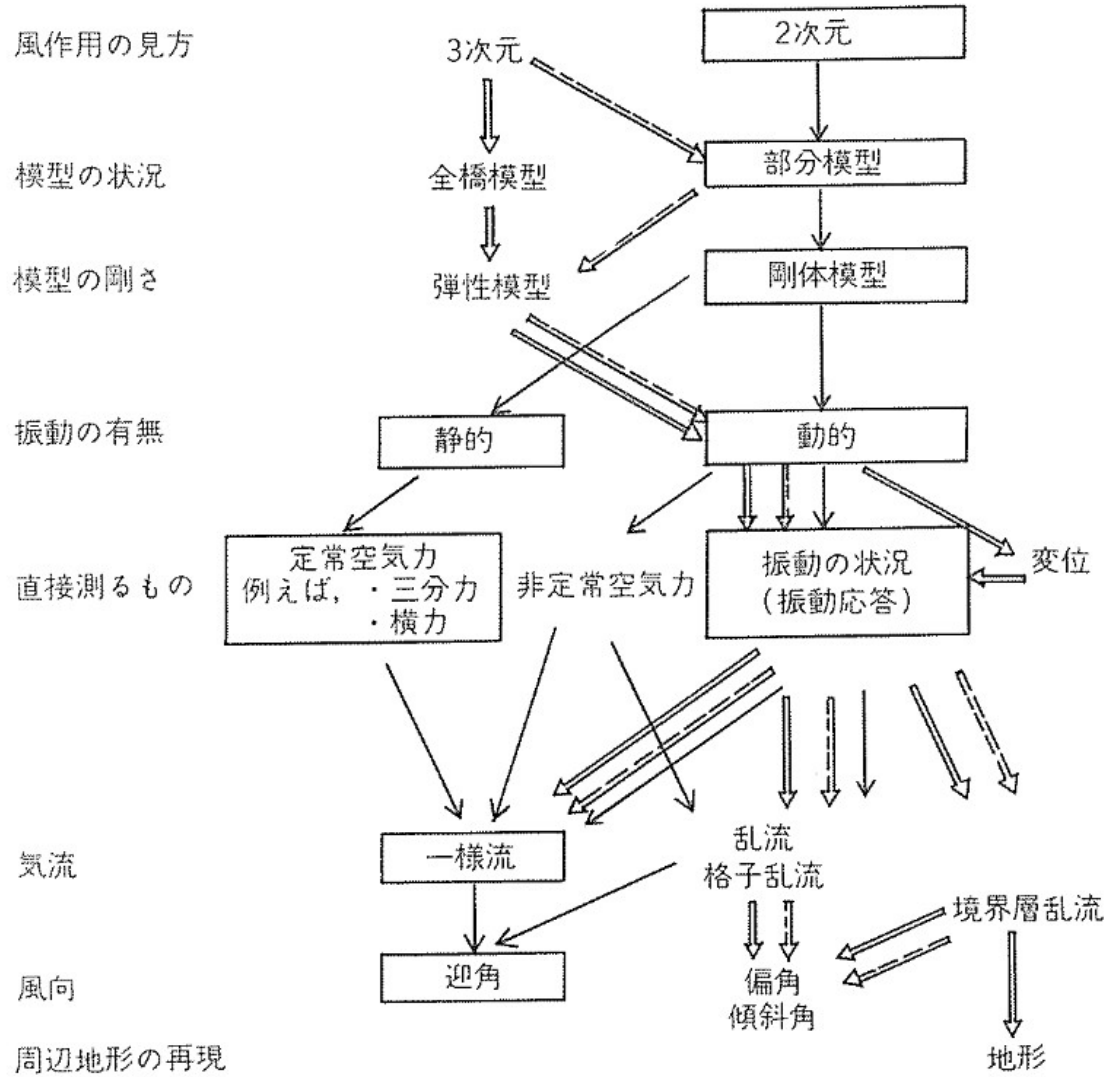 風作用の見方
3次元
2次元
模型の状況
全橋模型
部分模型
模型の剛さ
弾性模型
剛体模型
振動の有無
静的
動的
直接測るもの
定常空気力
例えば,・三分力
・横力
非定常空気力
振動の状況
(振動応答)
変位
気流
一様流
乱流
格子乱流
境界層乱流
風向
迎角
偏角
傾斜角
周辺地形の再現
地形